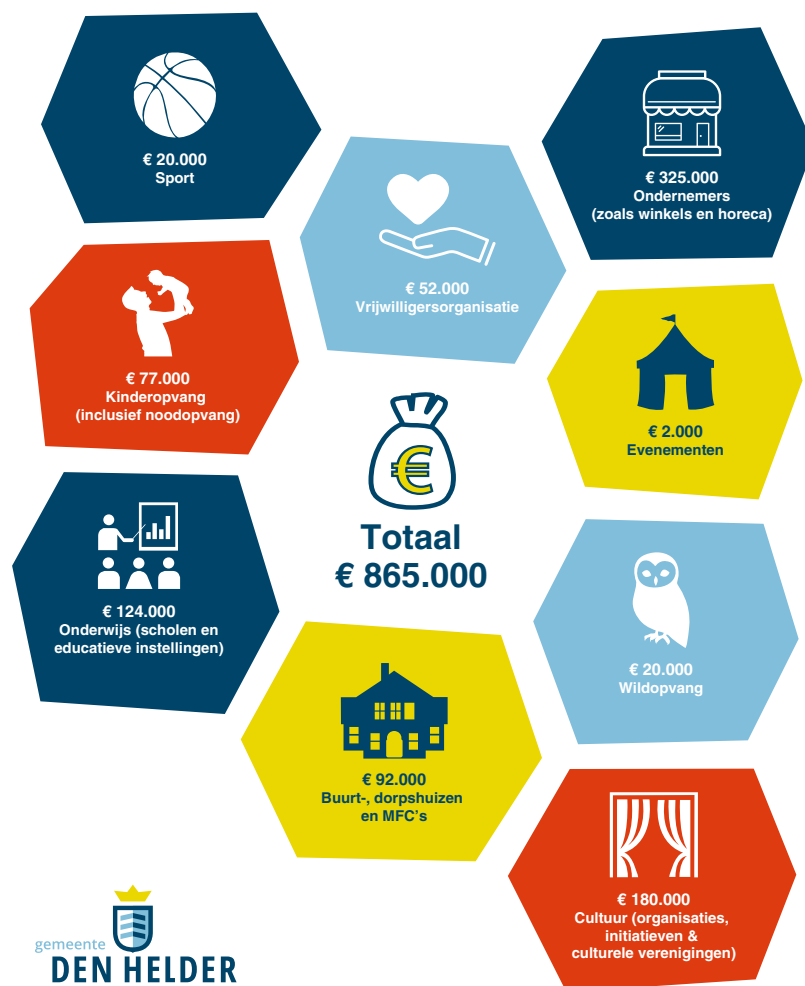 € 20.000
Sport
€ 325.000
Ondernemers
(zoals winkels en horeca)
€ 52.000
Vrijwilligersorganisatie
€ 77.000
Kinderopvang
(inclusief noodopvang)
€ 2.000
Evenementen
€
Totaal
€ 865.000
€ 124.000
Onderwijs (scholen en
educatieve instellingen)
€ 20.000
Wildopvang
€ 92.000
Buurt-, dorpshuizen
en MFC's
€ 180.000
Cultuur (organisaties,
initiatieven &
culturele verenigingen)
gemeente
DEN HELDER